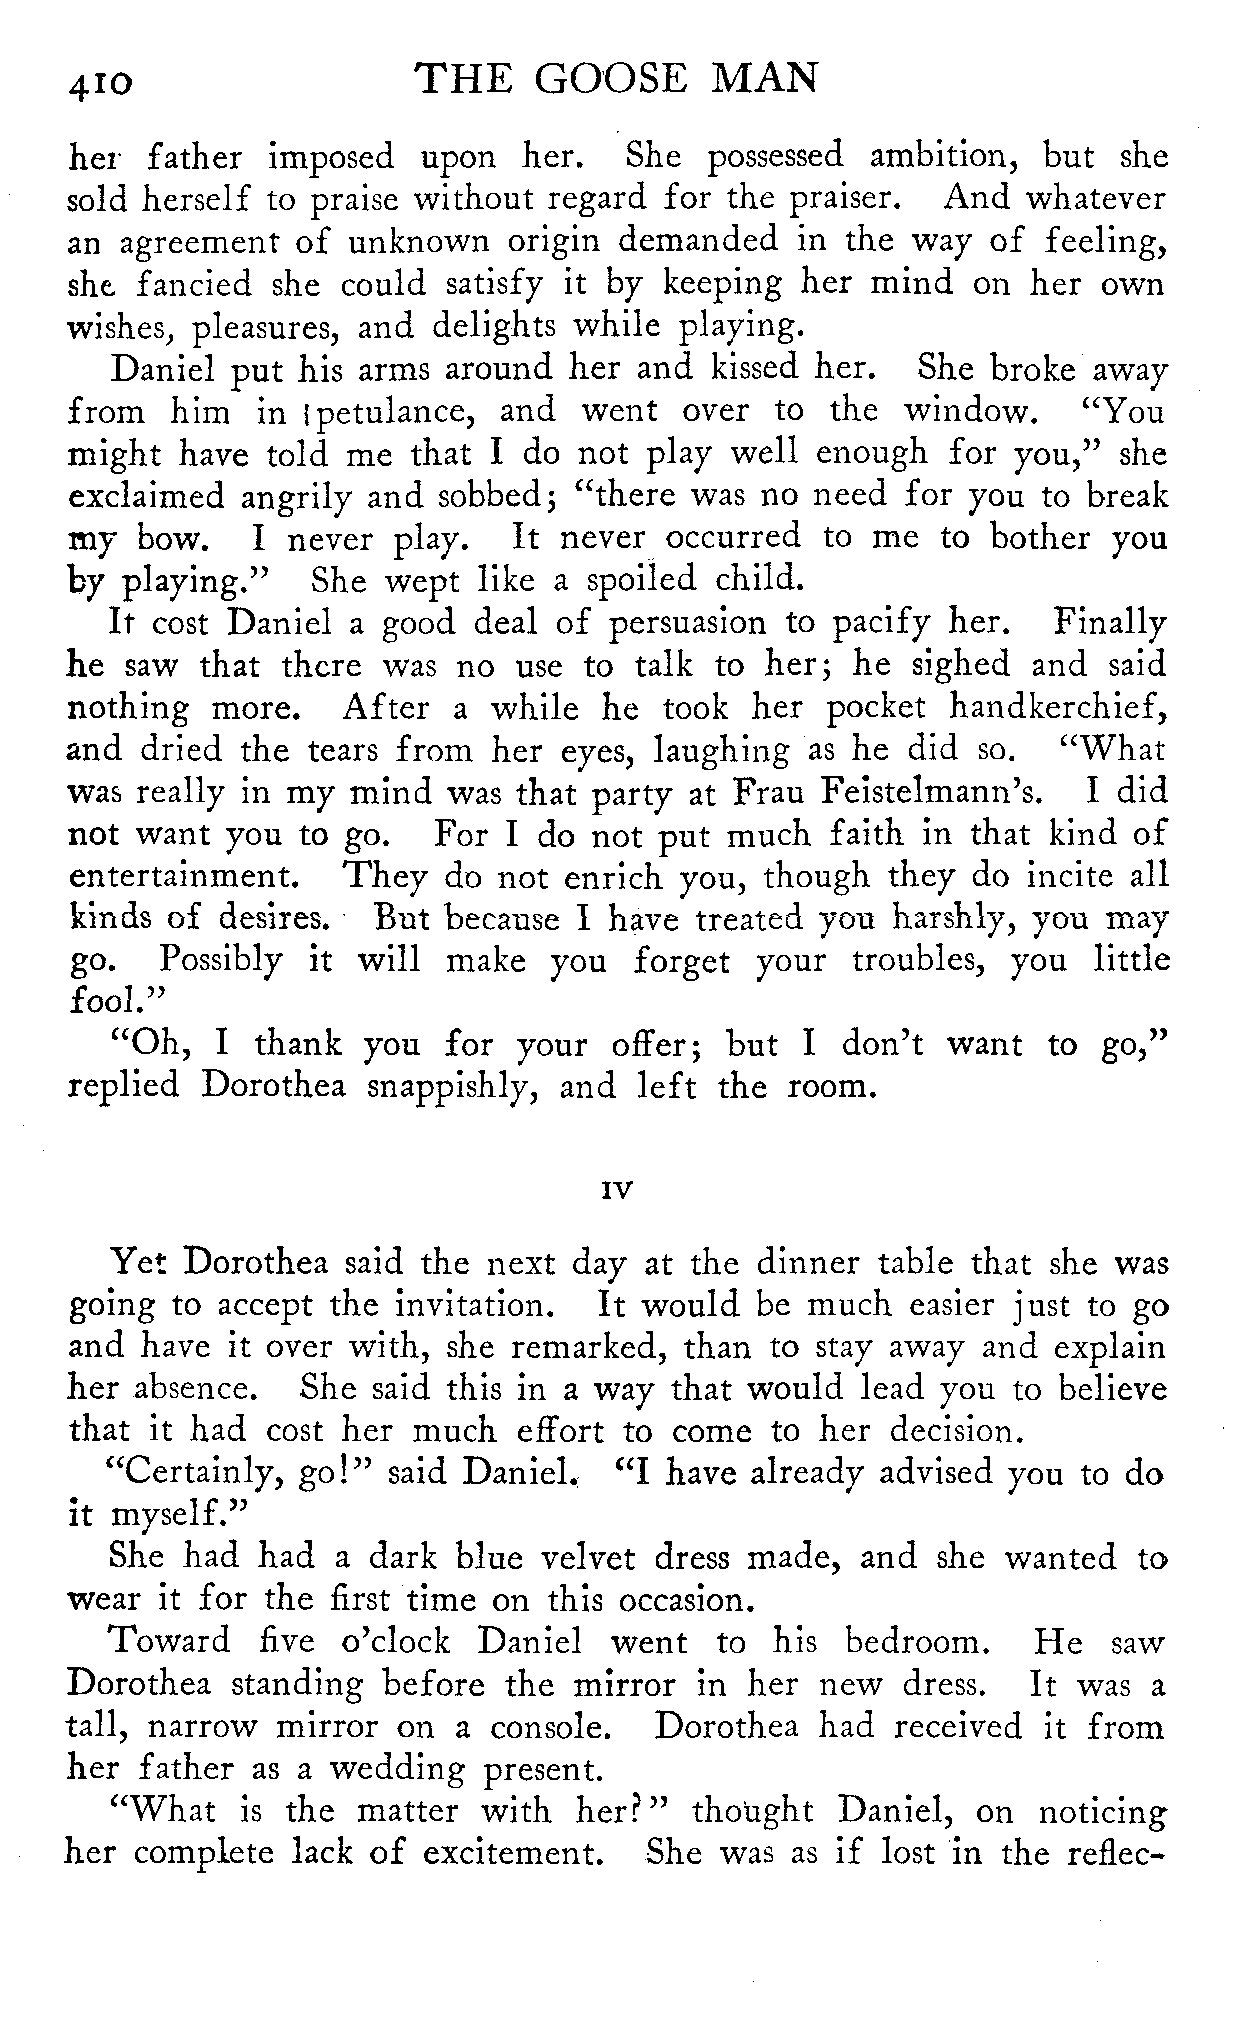 410 THE GOOSE MAN
her father imposed upon her. She possessed ambition, but she
sold herself to praise without regard for the praiser. And whatever
an agreement of unknown origin demanded in the way of feeling,
she fancied she could satisfy it by keeping her mind on her own
wishes, pleasures, and delights while playing.
Daniel put his arms around her and kissed her. She broke away
from him in petulance, and went over to the window. “You
might have told me that I do not play well enough for you,” she
exclaimed angrily and sobbed; “there was no need for you to break
my bow. I never play. It never occurred to me to bother you
by playing.” She wept like a spoiled child.
It cost Daniel a good deal of persuasion to pacify her. Finally
he saw that there was no use to talk to her; he sighed and said
nothing more. After a while he took her pocket handkerchief,
and dried the tears from her eyes, laughing as he did so. “What
was really in my mind was that party at Frau Feistelmann’s. I did
not want you to go. For I do not put much faith in that kind of
entertainment. They do not enrich you, though they do incite all
kinds of desires. But because I have treated you harshly, you may
go. Possibly it will make you forget your troubles, you little
fool.”
“Oh, I thank you for your offer; but I don’t want to go,”
replied Dorothea snappishly, and left the room.
IV
Yet Dorothea said the next day at the dinner table that she was
going to accept the invitation. It would be much easier just to go
and have it over with, she remarked, than to stay away and explain
her absence. She said this in a way that would lead you to believe
that it had cost her much effort to come to her decision.
“Certainly, go!” said Daniel. “I have already advised you to do
it myself.”
She had had a dark blue velvet dress made, and she wanted to
wear it for the first time on this occasion.
Toward five o’clock Daniel went to his bedroom. He saw
Dorothea standing before the mirror in her new dress. It was a
tall, narrow mirror on a console. Dorothea had received it from
her father as a wedding present.
“What is the matter with her?” thought Daniel, on noticing
her complete lack of excitement. She was as if lost in the reflec-